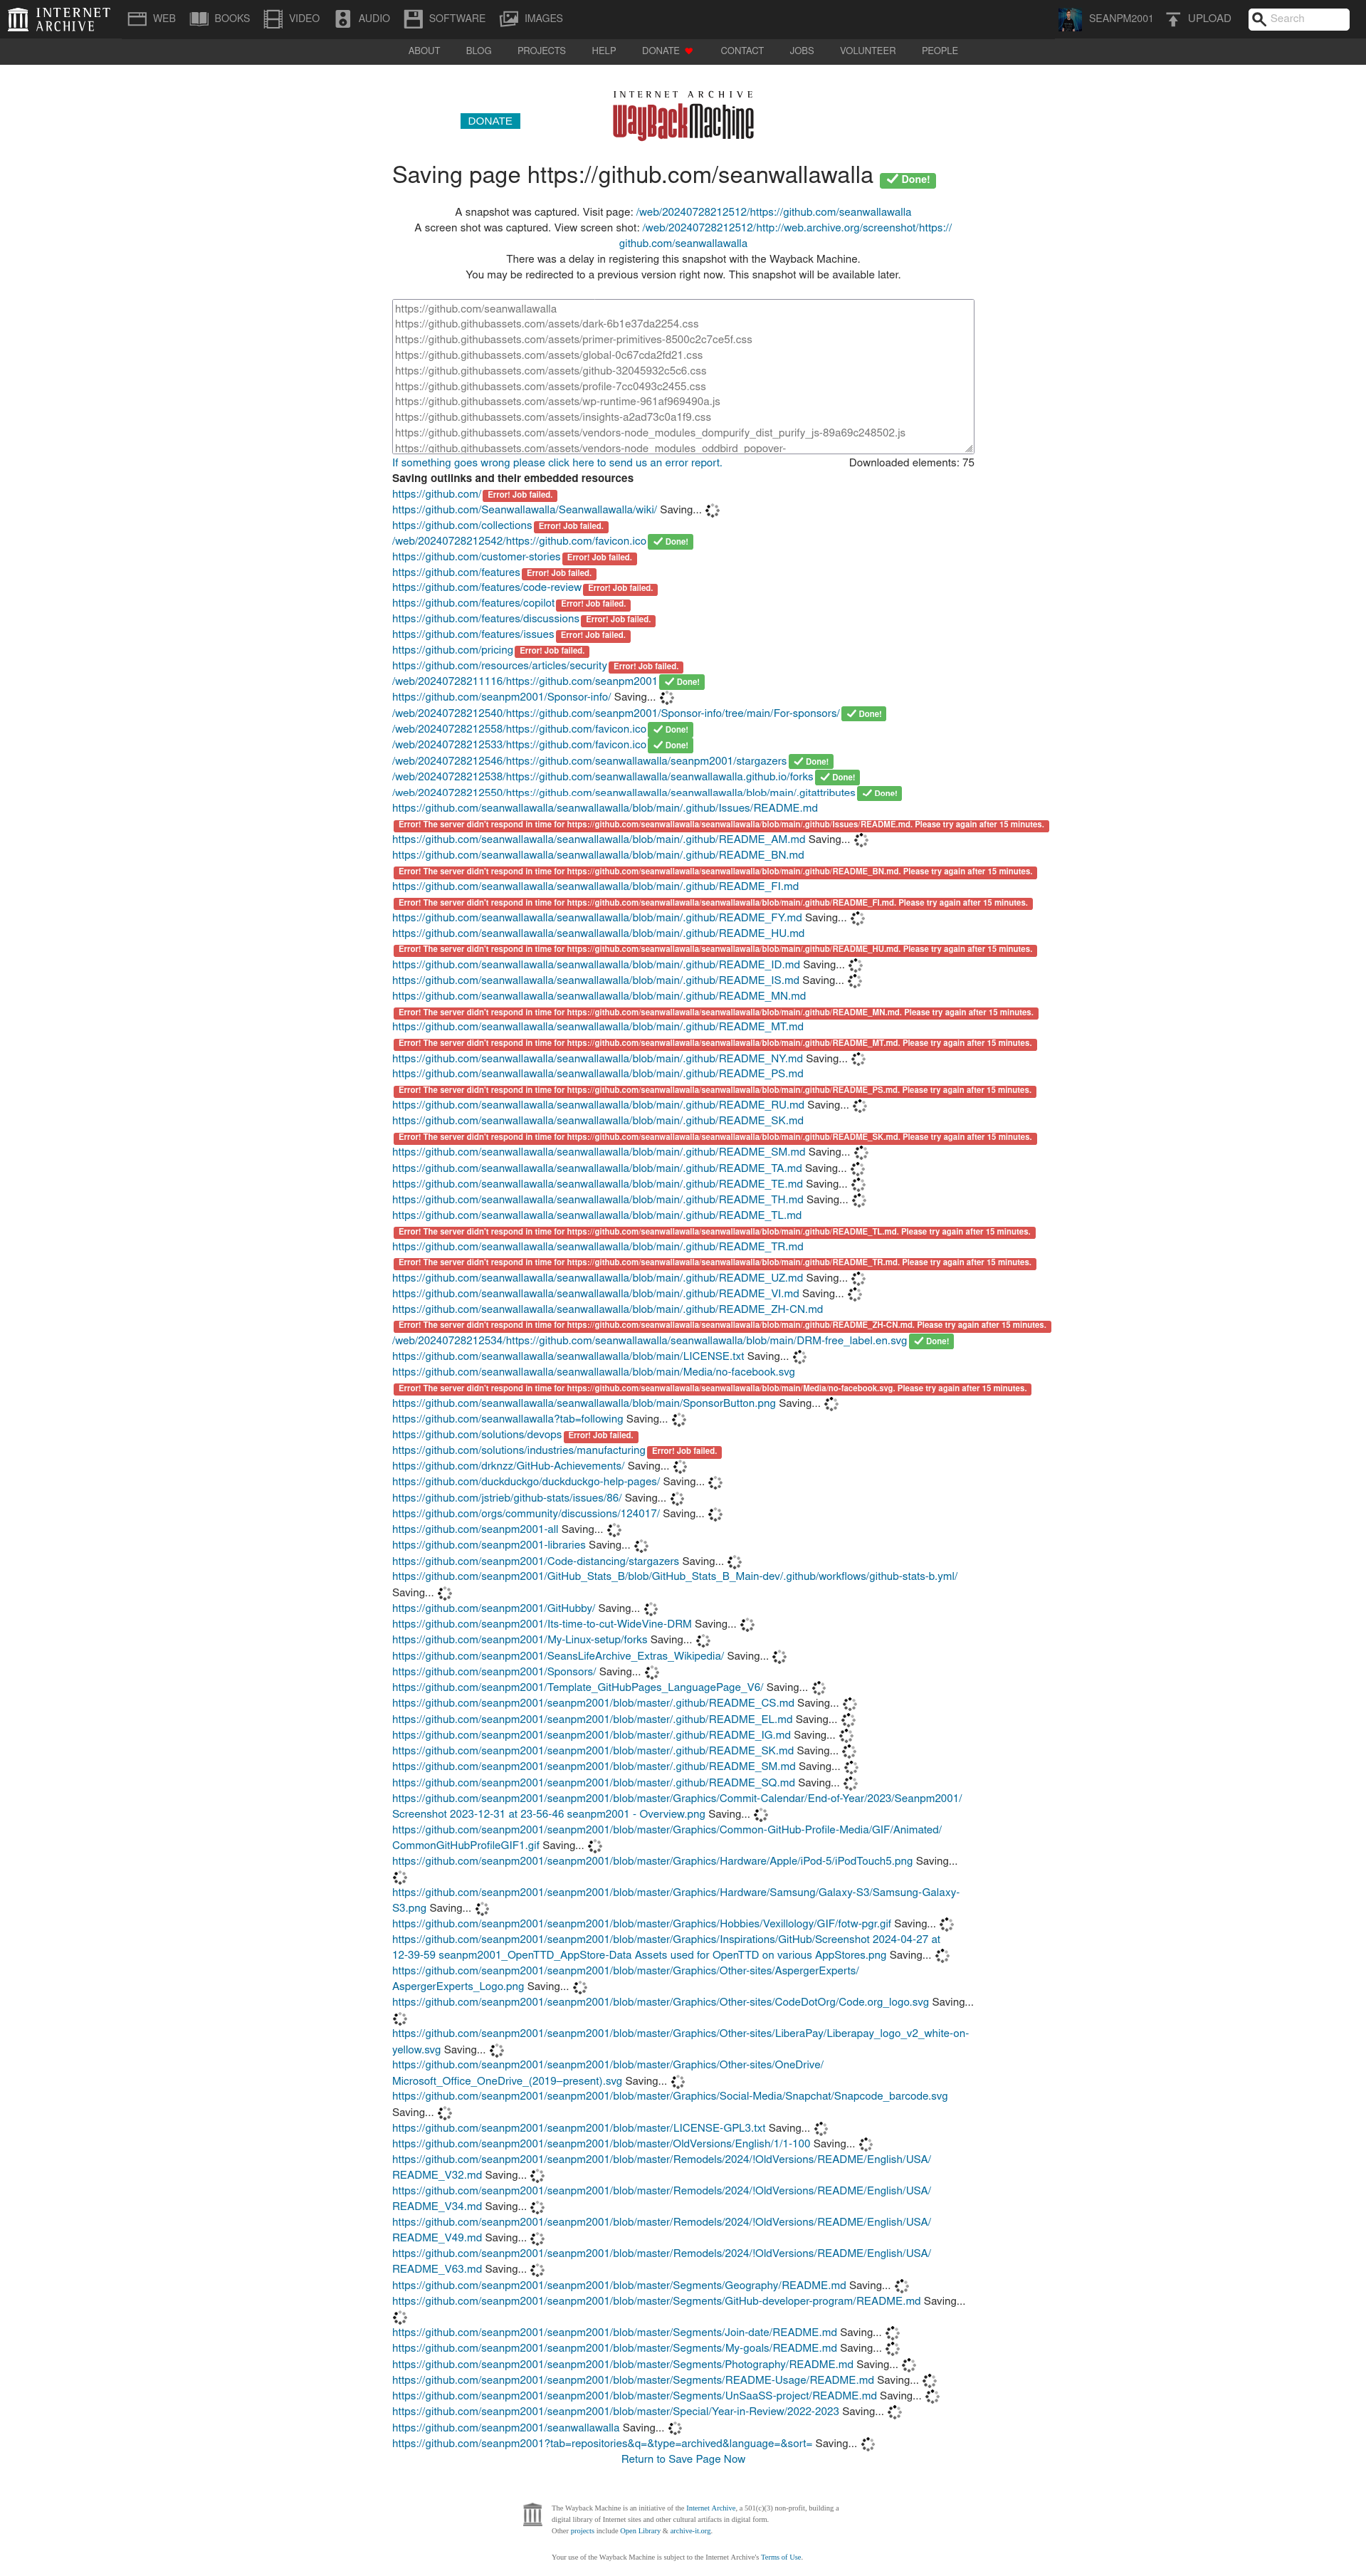 INTERNET ARCHIVE
WEB BOOKS VIDEO AUDIO SOFTWARE IMAGES SEANPM2001 UPLOAD Search
ABOUT BLOG PROJECTS HELP DONATE CONTACT JOBS VOLUNTEER PEOPLE
DONATE
INTERNET ARCHIVE
WayBackMachine
Saving page https://github.com/seanwallawalla Done!
A snapshot was captured. Visit page: /web/20240728212512/https://github.com/seanwallawalla
A screen shot was captured. View screen shot: /web/20240728212512/http://web.archive.org/screenshot/https://
github.com/seanwallawalla
There was a delay in registering this snapshot with the Wayback Machine.
You may be redirected to a previous version right now. This snapshot will be available later.
https://github.com/seanwallawalla
https://github.githubassets.com/assets/dark-6b1e37da2254.css
https://github.githubassets.com/assets/primer-primitives-8500c2c7ce5f.css
https://github.githubassets.com/assets/global-0c67cda2fd21.css
https://github.githubassets.com/assets/github-32045932c5c6.css
https://github.githubassets.com/assets/profile-7cc0493c2455.css
https://github.githubassets.com/assets/wp-runtime-961af969490a.js
https://github.githubassets.com/assets/insights-a2ad73c0a1f9.css
https://github.githubassets.com/assets/vendors-node_modules_dompurify_dist_purify_js-89a69c248502.js
https://github.githubassets.com/assets/vendors-node_modules_oddbird_popover-
If something goes wrong please click here to send us an error report. Downloaded elements: 75
Saving outlinks and their embedded resources
https://github.com/ Error! Job failed.
https://github.com/Seanwallawalla/Seanwallawalla/wiki/ Saving...
https://github.com/collections Error! Job failed.
/web/20240728212542/https://github.com/favicon.ico Done!
https://github.com/customer-stories Error! Job failed.
https://github.com/features Error! Job failed.
https://github.com/features/code-review Error! Job failed.
https://github.com/features/copilot Error! Job failed.
https://github.com/features/discussions Error! Job failed.
https://github.com/features/issues Error! Job failed.
https://github.com/pricing Error! Job failed.
https://github.com/resources/articles/security Error! Job failed.
/web/20240728211116/https://github.com/seanpm2001 Done!
https://github.com/seanpm2001/Sponsor-info/ Saving...
/web/20240728212540/https://github.com/seanpm2001/Sponsor-info/tree/main/For-sponsors/ Done!
/web/20240728212558/https://github.com/favicon.ico Done!
/web/20240728212533/https://github.com/favicon.ico Done!
/web/20240728212546/https://github.com/seanwallawalla/seanpm2001/stargazers Done!
/web/20240728212538/https://github.com/seanwallawalla/seanwallawalla.github.io/forks Done!
/web/20240728212550/https://github.com/seanwallawalla/seanwallawalla/blob/main/.gitattributes Done!
https://github.com/seanwallawalla/seanwallawalla/blob/main/.github/Issues/README.md
Error! The server didn't respond in time for https://github.com/seanwallawalla/seanwallawalla/blob/main/.github/Issues/README.md. Please try again after 15 minutes.
https://github.com/seanwallawalla/seanwallawalla/blob/main/.github/README_AM.md Saving...
https://github.com/seanwallawalla/seanwallawalla/blob/main/.github/README_BN.md
Error! The server didn't respond in time for https://github.com/seanwallawalla/seanwallawalla/blob/main/.github/README_BN.md. Please try again after 15 minutes.
https://github.com/seanwallawalla/seanwallawalla/blob/main/.github/README_FI.md
Error! The server didn't respond in time for https://github.com/seanwallawalla/seanwallawalla/blob/main/.github/README_FI.md. Please try again after 15 minutes.
https://github.com/seanwallawalla/seanwallawalla/blob/main/.github/README_FY.md Saving...
https://github.com/seanwallawalla/seanwallawalla/blob/main/.github/README_HU.md
Error! The server didn't respond in time for https://github.com/seanwallawalla/seanwallawalla/blob/main/.github/README_HU.md. Please try again after 15 minutes.
https://github.com/seanwallawalla/seanwallawalla/blob/main/.github/README_ID.md Saving...
https://github.com/seanwallawalla/seanwallawalla/blob/main/.github/README_IS.md Saving...
https://github.com/seanwallawalla/seanwallawalla/blob/main/.github/README_MN.md
Error! The server didn't respond in time for https://github.com/seanwallawalla/seanwallawalla/blob/main/.github/README_MN.md. Please try again after 15 minutes.
https://github.com/seanwallawalla/seanwallawalla/blob/main/.github/README_MT.md
Error! The server didn't respond in time for https://github.com/seanwallawalla/seanwallawalla/blob/main/.github/README_MT.md. Please try again after 15 minutes.
https://github.com/seanwallawalla/seanwallawalla/blob/main/.github/README_NY.md Saving...
https://github.com/seanwallawalla/seanwallawalla/blob/main/.github/README_PS.md
Error! The server didn't respond in time for https://github.com/seanwallawalla/seanwallawalla/blob/main/.github/README_PS.md. Please try again after 15 minutes.
https://github.com/seanwallawalla/seanwallawalla/blob/main/.github/README_RU.md Saving...
https://github.com/seanwallawalla/seanwallawalla/blob/main/.github/README_SK.md
Error! The server didn't respond in time for https://github.com/seanwallawalla/seanwallawalla/blob/main/.github/README_SK.md. Please try again after 15 minutes.
https://github.com/seanwallawalla/seanwallawalla/blob/main/.github/README_SM.md Saving...
https://github.com/seanwallawalla/seanwallawalla/blob/main/.github/README_TA.md Saving...
https://github.com/seanwallawalla/seanwallawalla/blob/main/.github/README_TE.md Saving...
https://github.com/seanwallawalla/seanwallawalla/blob/main/.github/README_TH.md Saving...
https://github.com/seanwallawalla/seanwallawalla/blob/main/.github/README_TL.md
Error! The server didn't respond in time for https://github.com/seanwallawalla/seanwallawalla/blob/main/.github/README_TL.md. Please try again after 15 minutes.
https://github.com/seanwallawalla/seanwallawalla/blob/main/.github/README_TR.md
Error! The server didn't respond in time for https://github.com/seanwallawalla/seanwallawalla/blob/main/.github/README_TR.md. Please try again after 15 minutes.
https://github.com/seanwallawalla/seanwallawalla/blob/main/.github/README_UZ.md Saving...
https://github.com/seanwallawalla/seanwallawalla/blob/main/.github/README_VI.md Saving...
https://github.com/seanwallawalla/seanwallawalla/blob/main/.github/README_ZH-CN.md
Error! The server didn't respond in time for https://github.com/seanwallawalla/seanwallawalla/blob/main/.github/README_ZH-CN.md. Please try again after 15 minutes.
/web/20240728212534/https://github.com/seanwallawalla/seanwallawalla/blob/main/DRM-free_label.en.svg Done!
https://github.com/seanwallawalla/seanwallawalla/blob/main/LICENSE.txt Saving...
https://github.com/seanwallawalla/seanwallawalla/blob/main/Media/no-facebook.svg
Error! The server didn't respond in time for https://github.com/seanwallawalla/seanwallawalla/blob/main/Media/no-facebook.svg. Please try again after 15 minutes.
https://github.com/seanwallawalla/seanwallawalla/blob/main/SponsorButton.png Saving...
https://github.com/seanwallawalla?tab=following Saving...
https://github.com/solutions/devops Error! Job failed.
https://github.com/solutions/industries/manufacturing Error! Job failed.
https://github.com/drknzz/GitHub-Achievements/ Saving...
https://github.com/duckduckgo/duckduckgo-help-pages/ Saving...
https://github.com/jstrieb/github-stats/issues/86/ Saving...
https://github.com/orgs/community/discussions/124017/ Saving...
https://github.com/seanpm2001-all Saving...
https://github.com/seanpm2001-libraries Saving...
https://github.com/seanpm2001/Code-distancing/stargazers Saving...
https://github.com/seanpm2001/GitHub_Stats_B/blob/GitHub_Stats_B_Main-dev/.github/workflows/github-stats-b.yml/
Saving...
https://github.com/seanpm2001/GitHubby/ Saving...
https://github.com/seanpm2001/Its-time-to-cut-WideVine-DRM Saving...
https://github.com/seanpm2001/My-Linux-setup/forks Saving...
https://github.com/seanpm2001/SeansLifeArchive_Extras_Wikipedia/ Saving...
https://github.com/seanpm2001/Sponsors/ Saving...
https://github.com/seanpm2001/Template_GitHubPages_LanguagePage_V6/ Saving...
https://github.com/seanpm2001/seanpm2001/blob/master/.github/README_CS.md Saving...
https://github.com/seanpm2001/seanpm2001/blob/master/.github/README_EL.md Saving...
https://github.com/seanpm2001/seanpm2001/blob/master/.github/README_IG.md Saving...
https://github.com/seanpm2001/seanpm2001/blob/master/.github/README_SK.md Saving...
https://github.com/seanpm2001/seanpm2001/blob/master/.github/README_SM.md Saving...
https://github.com/seanpm2001/seanpm2001/blob/master/.github/README_SQ.md Saving...
https://github.com/seanpm2001/seanpm2001/blob/master/Graphics/Commit-Calendar/End-of-Year/2023/Seanpm2001/
Screenshot 2023-12-31 at 23-56-46 seanpm2001 - Overview.png Saving...
https://github.com/seanpm2001/seanpm2001/blob/master/Graphics/Common-GitHub-Profile-Media/GIF/Animated/
CommonGitHubProfileGIF1.gif Saving...
https://github.com/seanpm2001/seanpm2001/blob/master/Graphics/Hardware/Apple/iPod-5/iPodTouch5.png Saving...
https://github.com/seanpm2001/seanpm2001/blob/master/Graphics/Hardware/Samsung/Galaxy-S3/Samsung-Galaxy-
S3.png Saving...
https://github.com/seanpm2001/seanpm2001/blob/master/Graphics/Hobbies/Vexillology/GIF/fotw-pgr.gif Saving...
https://github.com/seanpm2001/seanpm2001/blob/master/Graphics/Inspirations/GitHub/Screenshot 2024-04-27 at
12-39-59 seanpm2001_OpenTTD_AppStore-Data Assets used for OpenTTD on various AppStores.png Saving...
https://github.com/seanpm2001/seanpm2001/blob/master/Graphics/Other-sites/AspergerExperts/
AspergerExperts_Logo.png Saving...
https://github.com/seanpm2001/seanpm2001/blob/master/Graphics/Other-sites/CodeDotOrg/Code.org_logo.svg Saving...
https://github.com/seanpm2001/seanpm2001/blob/master/Graphics/Other-sites/LiberaPay/Liberapay_logo_v2_white-on-
yellow.svg Saving...
https://github.com/seanpm2001/seanpm2001/blob/master/Graphics/Other-sites/OneDrive/
Microsoft_Office_OneDrive_(2019–present).svg Saving...
https://github.com/seanpm2001/seanpm2001/blob/master/Graphics/Social-Media/Snapchat/Snapcode_barcode.svg
Saving...
https://github.com/seanpm2001/seanpm2001/blob/master/LICENSE-GPL3.txt Saving...
https://github.com/seanpm2001/seanpm2001/blob/master/OldVersions/English/1/1-100 Saving...
https://github.com/seanpm2001/seanpm2001/blob/master/Remodels/2024/!OldVersions/README/English/USA/
README_V32.md Saving...
https://github.com/seanpm2001/seanpm2001/blob/master/Remodels/2024/!OldVersions/README/English/USA/
README_V34.md Saving...
https://github.com/seanpm2001/seanpm2001/blob/master/Remodels/2024/!OldVersions/README/English/USA/
README_V49.md Saving...
https://github.com/seanpm2001/seanpm2001/blob/master/Remodels/2024/!OldVersions/README/English/USA/
README_V63.md Saving...
https://github.com/seanpm2001/seanpm2001/blob/master/Segments/Geography/README.md Saving...
https://github.com/seanpm2001/seanpm2001/blob/master/Segments/GitHub-developer-program/README.md Saving...
https://github.com/seanpm2001/seanpm2001/blob/master/Segments/Join-date/README.md Saving...
https://github.com/seanpm2001/seanpm2001/blob/master/Segments/My-goals/README.md Saving...
https://github.com/seanpm2001/seanpm2001/blob/master/Segments/Photography/README.md Saving...
https://github.com/seanpm2001/seanpm2001/blob/master/Segments/README-Usage/README.md Saving...
https://github.com/seanpm2001/seanpm2001/blob/master/Segments/UnSaaSS-project/README.md Saving...
https://github.com/seanpm2001/seanpm2001/blob/master/Special/Year-in-Review/2022-2023 Saving...
https://github.com/seanpm2001/seanwallawalla Saving...
https://github.com/seanpm2001?tab=repositories&q=&type=archived&language=&sort= Saving...
Return to Save Page Now
The Wayback Machine is an initiative of the Internet Archive, a 501(c)(3) non-profit, building a
digital library of Internet sites and other cultural artifacts in digital form.
Other projects include Open Library & archive-it.org.
Your use of the Wayback Machine is subject to the Internet Archive's Terms of Use.